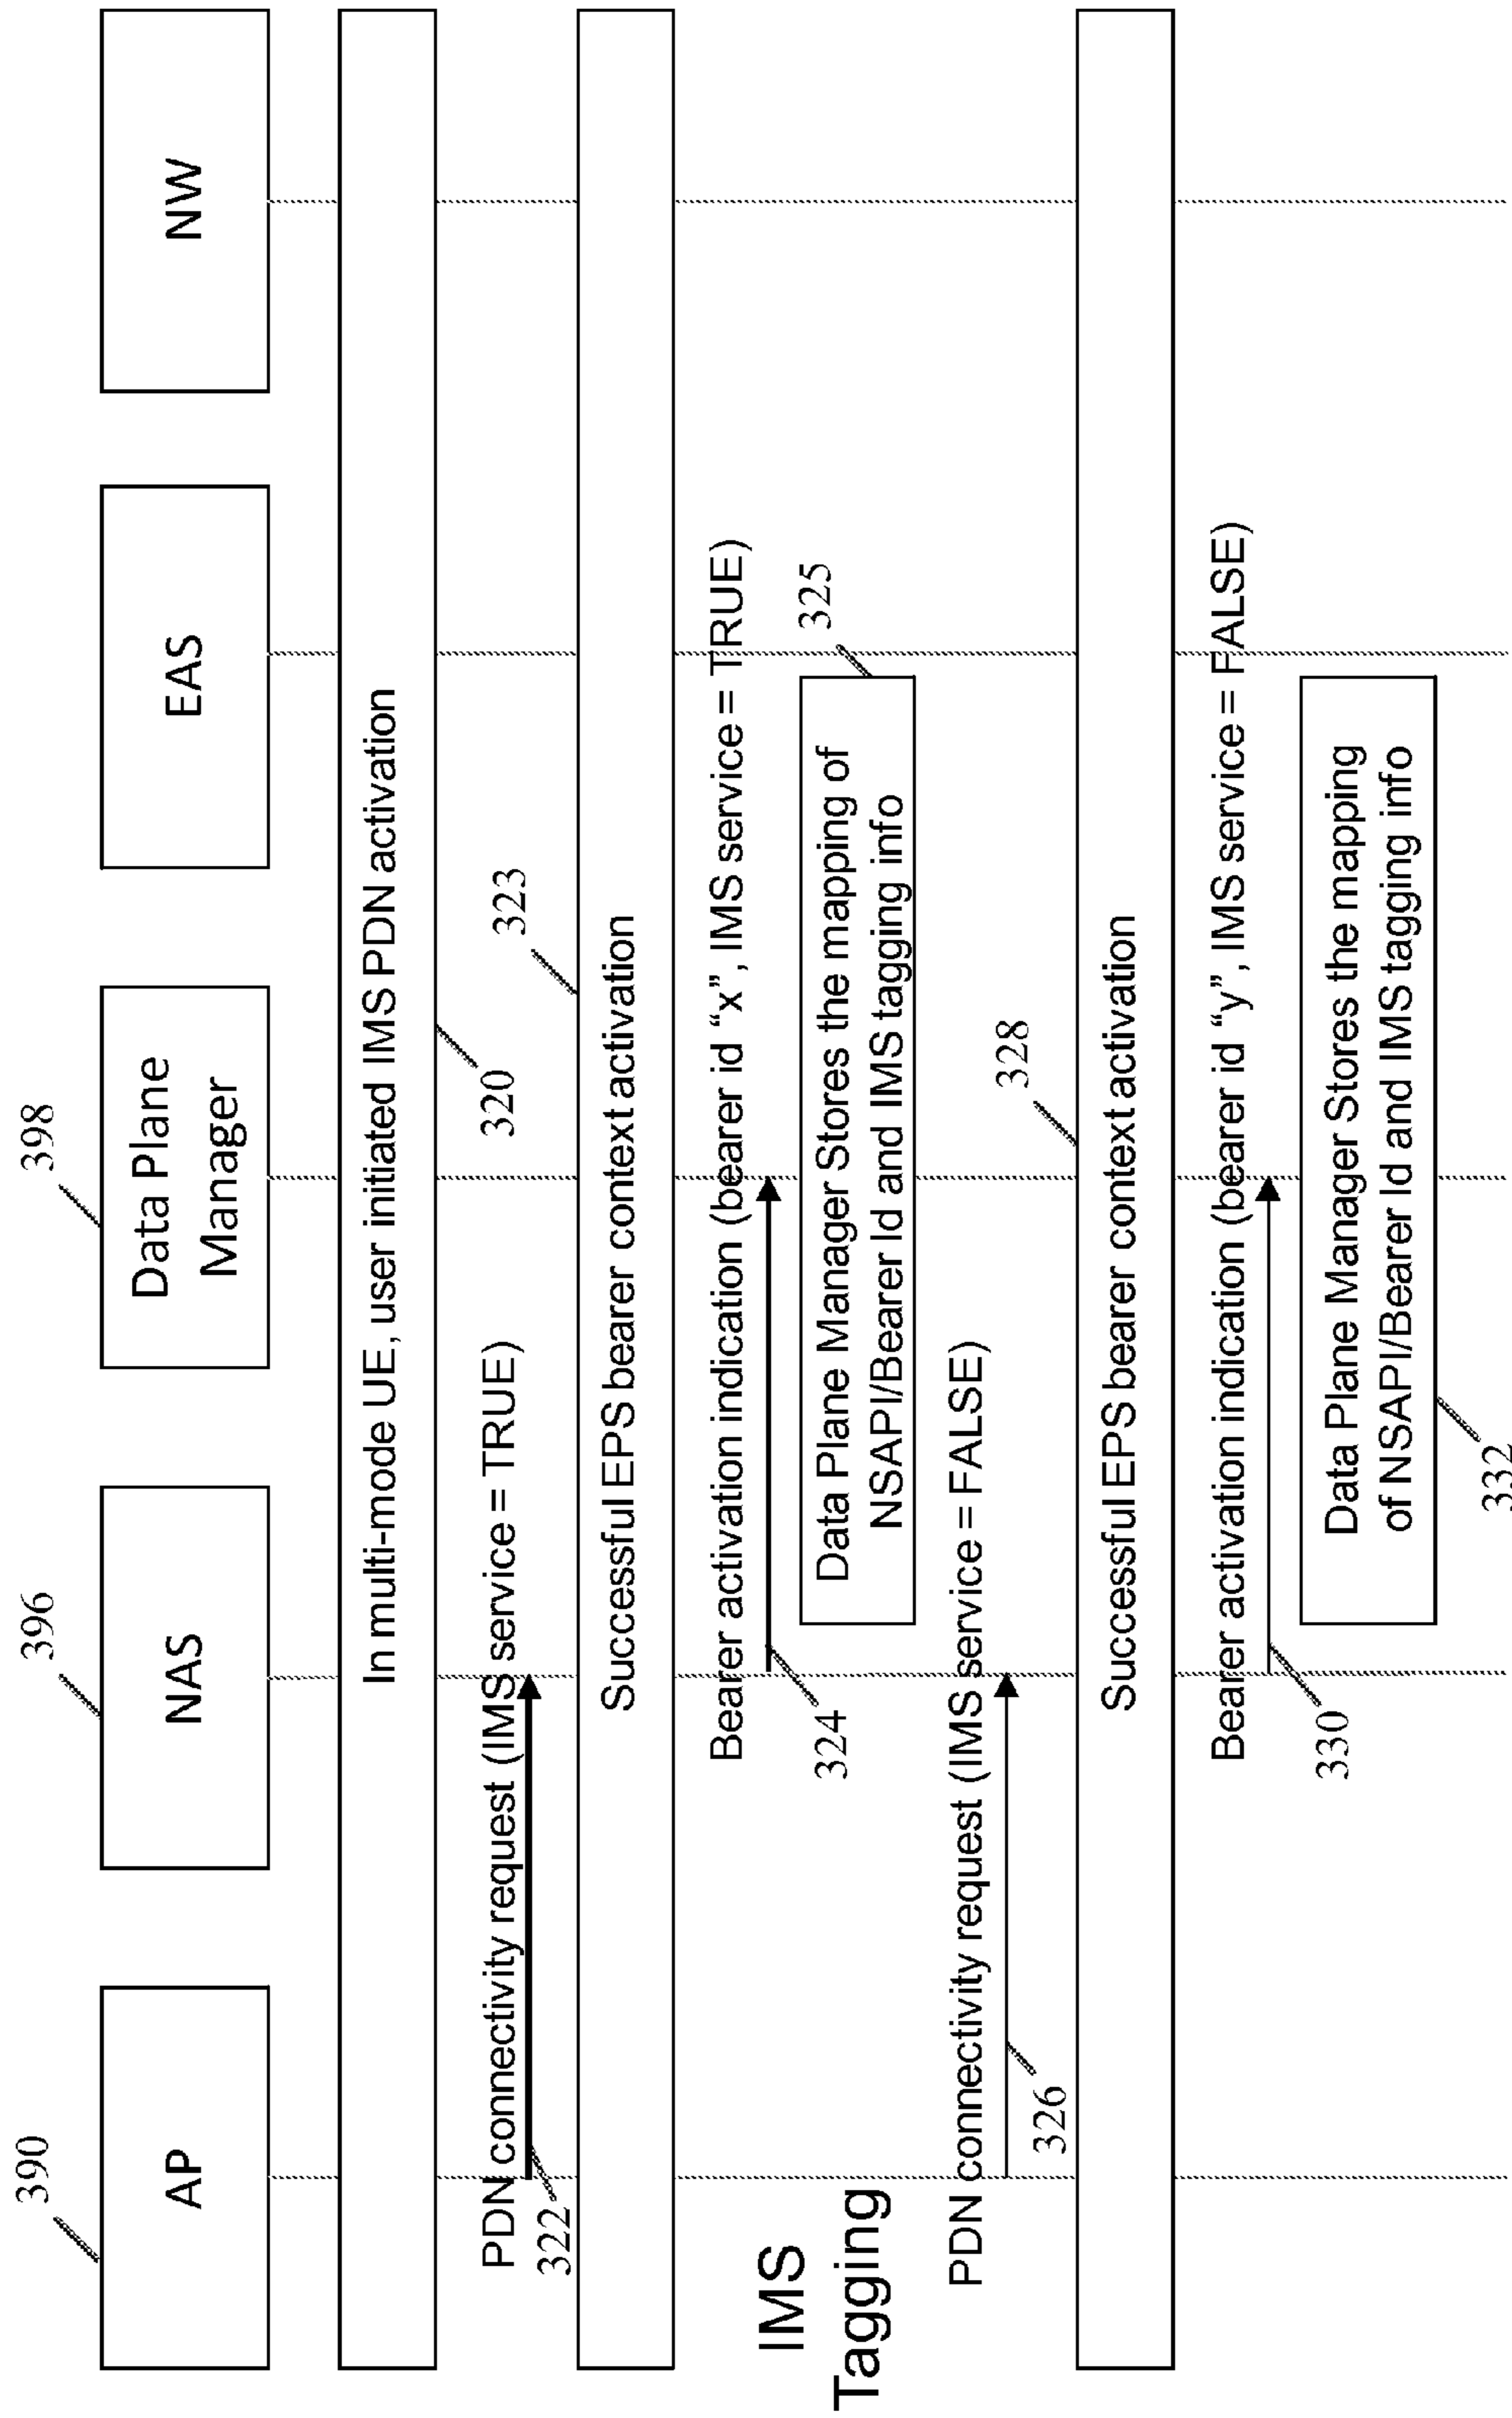 390
396
398
AP
NAS
Data Plane
Manager
EAS
NW
In multi-mode UE, user initiated IMS PDN activation
320
PDN connectivity request (IMS service = TRUE)
322
323
Successful EPS bearer context activation
Bearer activation indication (bearer id “x”, IMS service = TRUE)
324
325
Data Plane Manager Stores the mapping of
NSAPI/Bearer Id and IMS tagging info
IMS
Tagging
PDN connectivity request (IMS service = FALSE)
326
328
Successful EPS bearer context activation
Bearer activation indication (bearer id “y”, IMS service = FALSE)
330
Data Plane Manager Stores the mapping
of NSAPI/Bearer Id and IMS tagging info
332